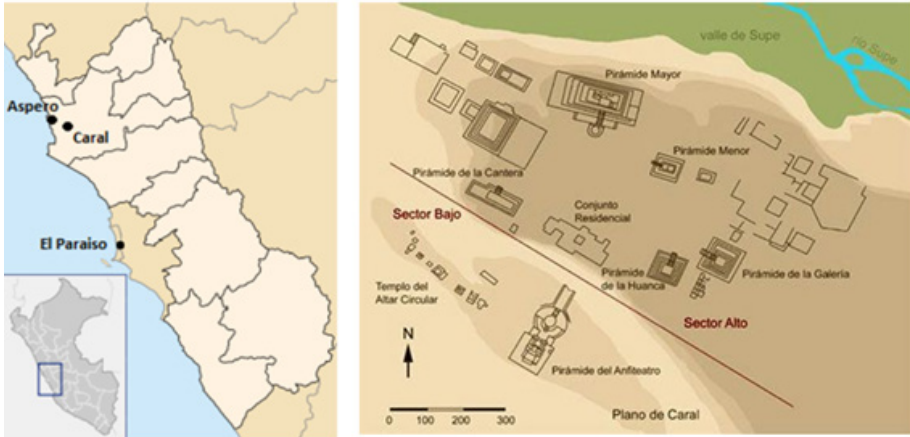 Aspero
Caral
El Paraiso
valle de Supe
río Supe
Pirámide Mayor
Pirámide Menor
Pirámide de la Cantera
Sector Bajo
Conjunto
Residencial
Pirámide
de la Huanca
Pirámide de la Galería
Templo del
Altar Circular
Sector Alto
N
Pirámide del Anfiteatro
0 100 200 300
Plano de Caral